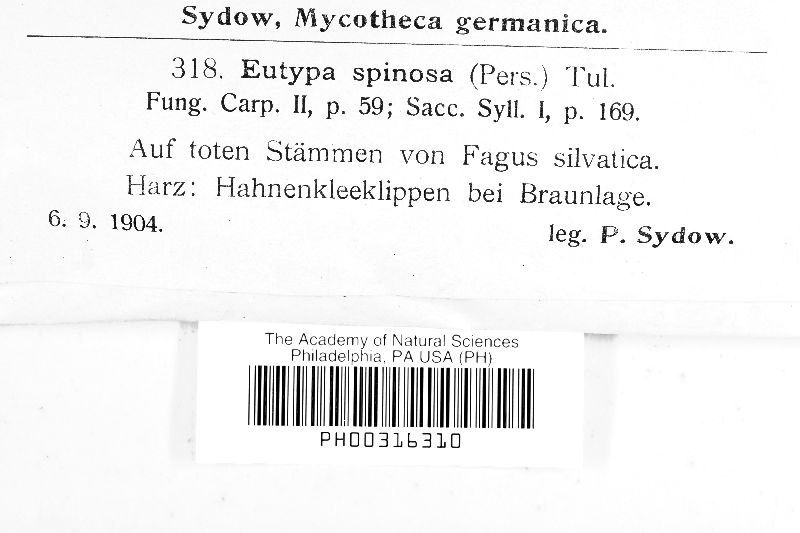 Sydow, Mycotheca germanica.
318. Eutypa spinosa (Pers.) Tul.
Fung. Carp. II, p. 59; Sacc. Syll. I, p. 169.
Auf toten Stämmen von Fagus silvatica.
Harz: Hahnenkleeklippen bei Braunlage.
6. 9. 1904.
leg. P. Sydow.
The Academy of Natural Sciences
Philadelphia, PA USA (PH)
PH00316310